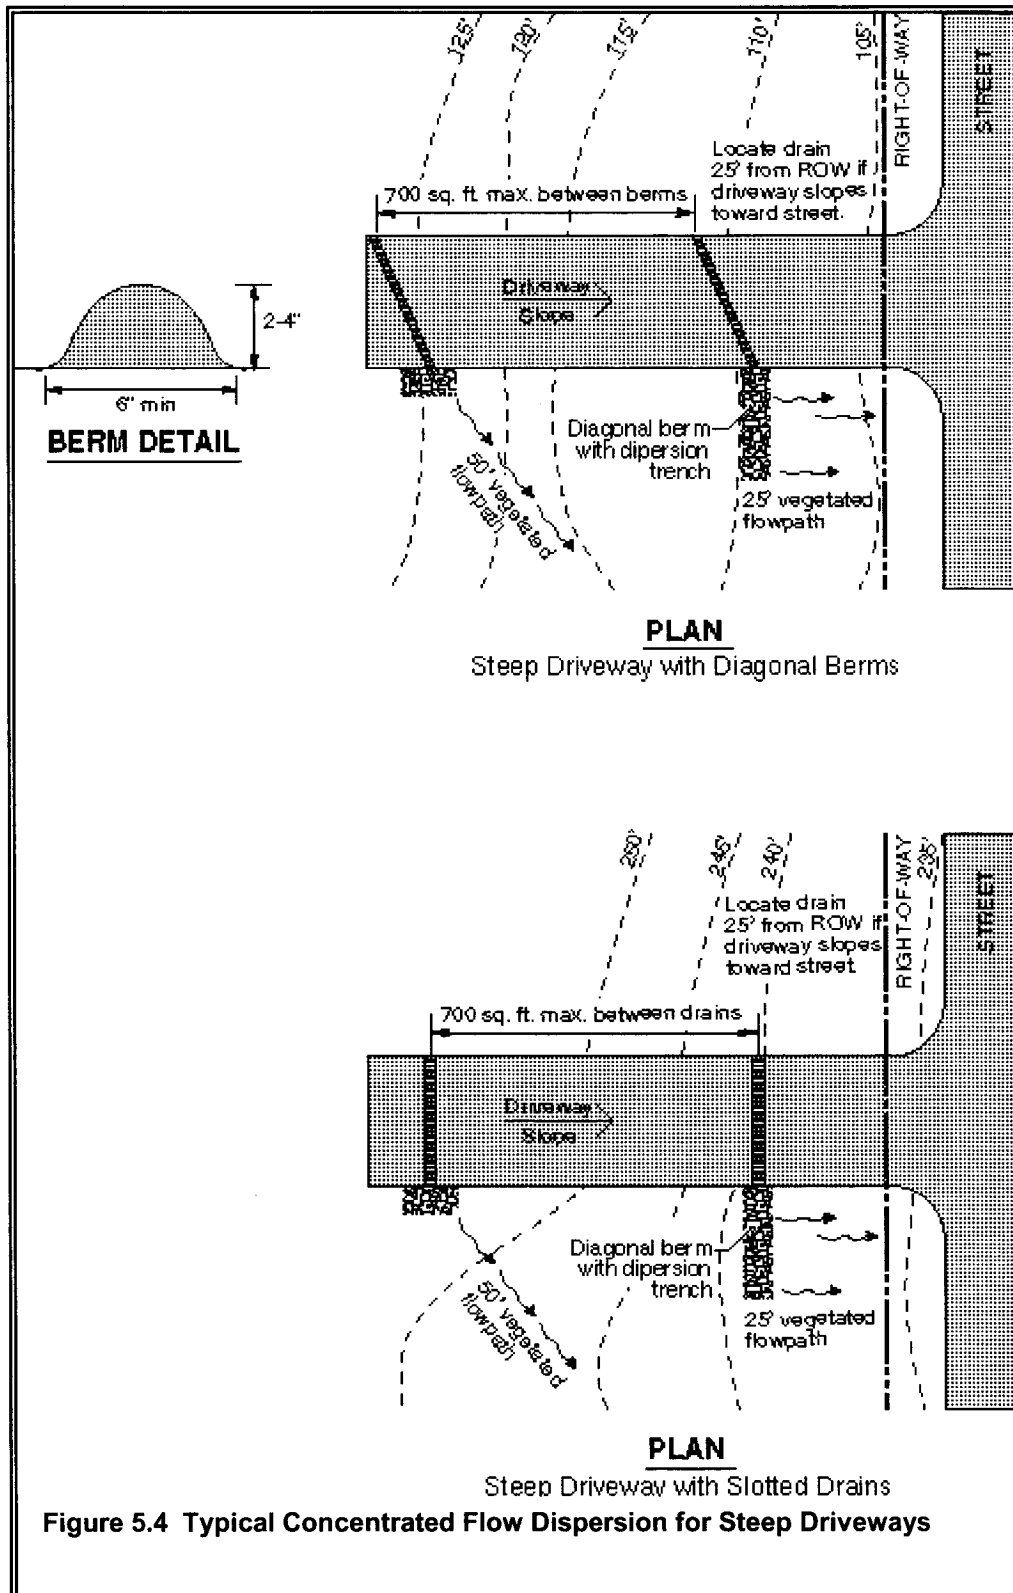 125'
120'
115'
110'
105'
RIGHT-OF-WAY
STREET
Locate drain
25' from ROW if
driveway slopes
toward street.
700 sq. ft. max. between berms
Driveway
Slope
2-4"
6" min
BERM DETAIL
Diagonal berm
with dipersion
trench
50' vegetated
flowpath
25' vegetated
flowpath
PLAN
Steep Driveway with Diagonal Berms
250'
245'
240'
235'
RIGHT-OF-WAY
STREET
Locate drain
25' from ROW if
driveway slopes
toward street.
700 sq. ft. max. between drains
Driveway
Slope
Diagonal berm
with dipersion
trench
50' vegetated
flowpath
25' vegetated
flowpath
PLAN
Steep Driveway with Slotted Drains
Figure 5.4 Typical Concentrated Flow Dispersion for Steep Driveways